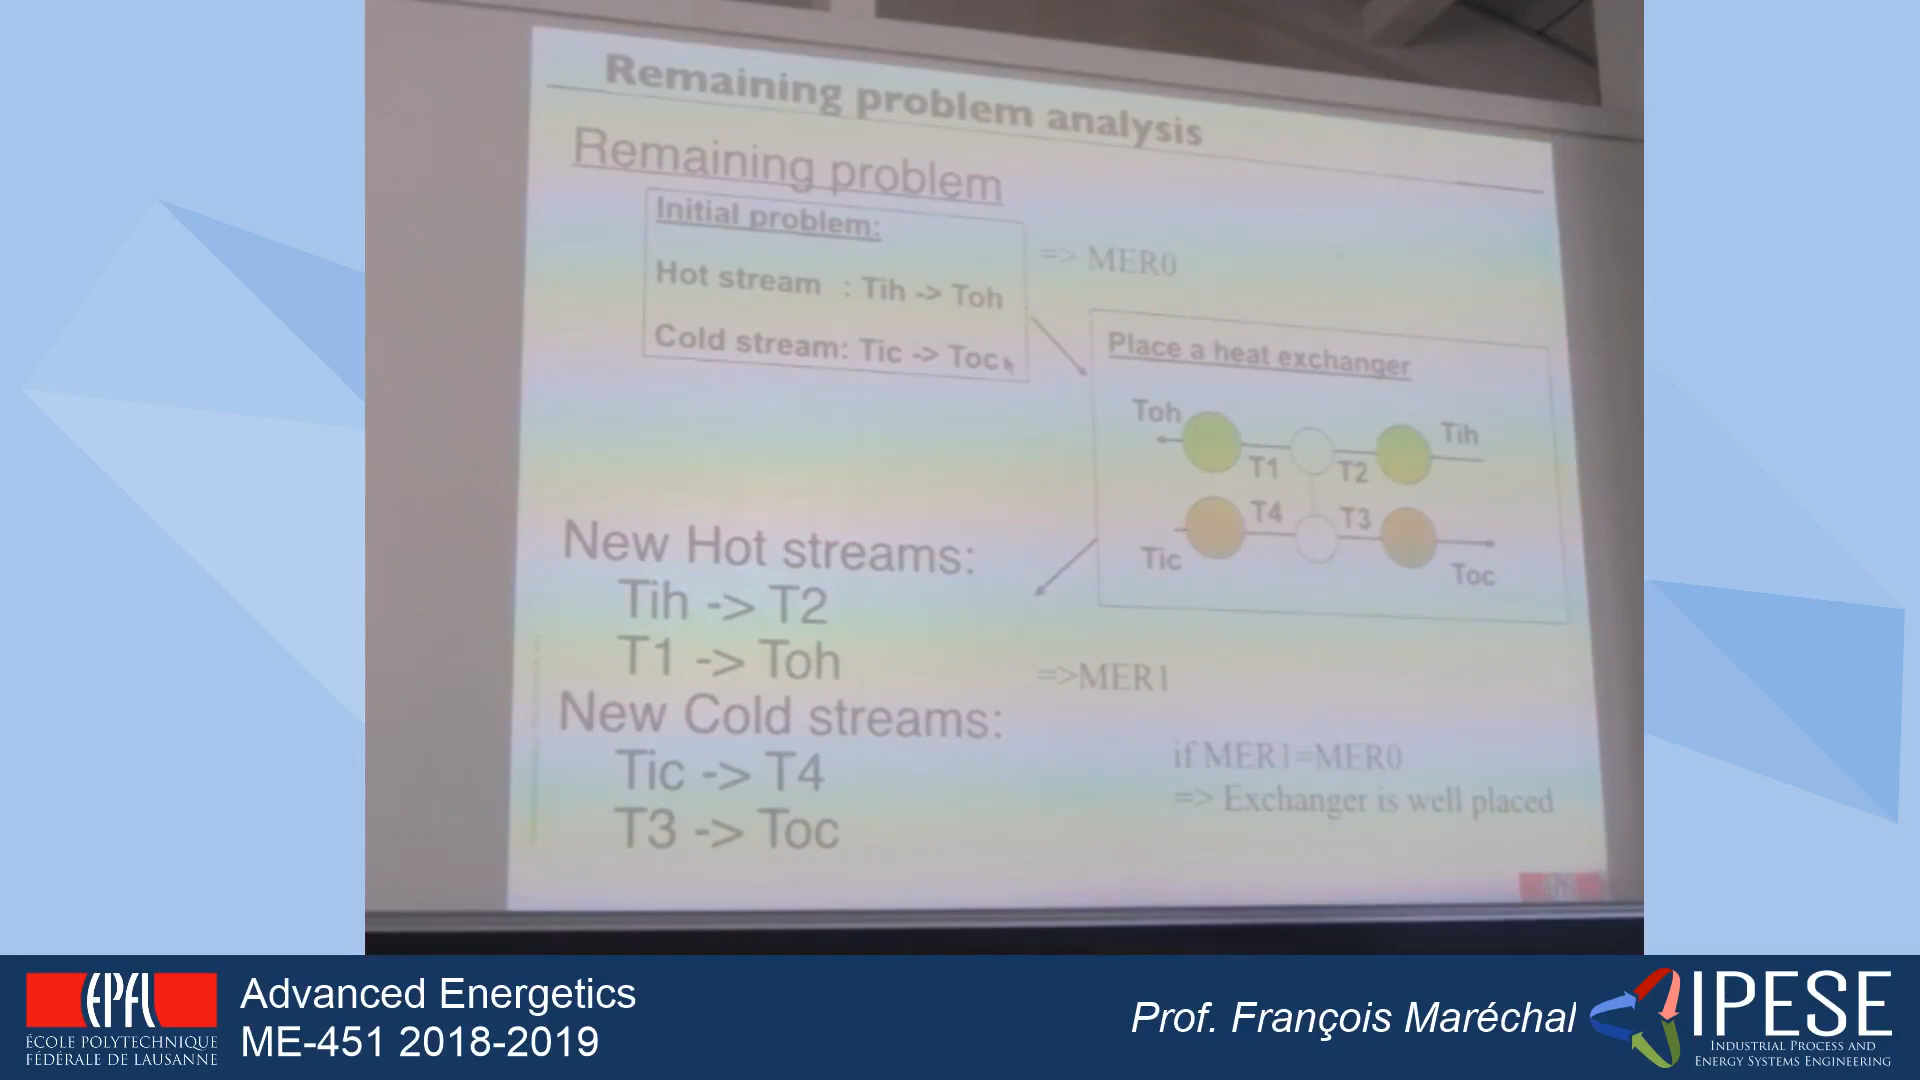 Remaining problem analysis
Remaining problem
Initial problem:
Hot stream : Tih -> Toh
Cold stream: Tic -> Toc
=> MER0
Place a heat exchanger
Toh
Tih
T1
T2
T4
T3
Tic
Toc
New Hot streams:
Tih -> T2
T1 -> Toh
=>MER1
New Cold streams:
Tic -> T4
T3 -> Toc
if MER1=MER0
=> Exchanger is well placed
EPFL
ÉCOLE POLYTECHNIQUE
FÉDÉRALE DE LAUSANNE
Advanced Energetics
ME-451 2018-2019
Prof. François Maréchal
IPESE
INDUSTRIAL PROCESS AND
ENERGY SYSTEMS ENGINEERING